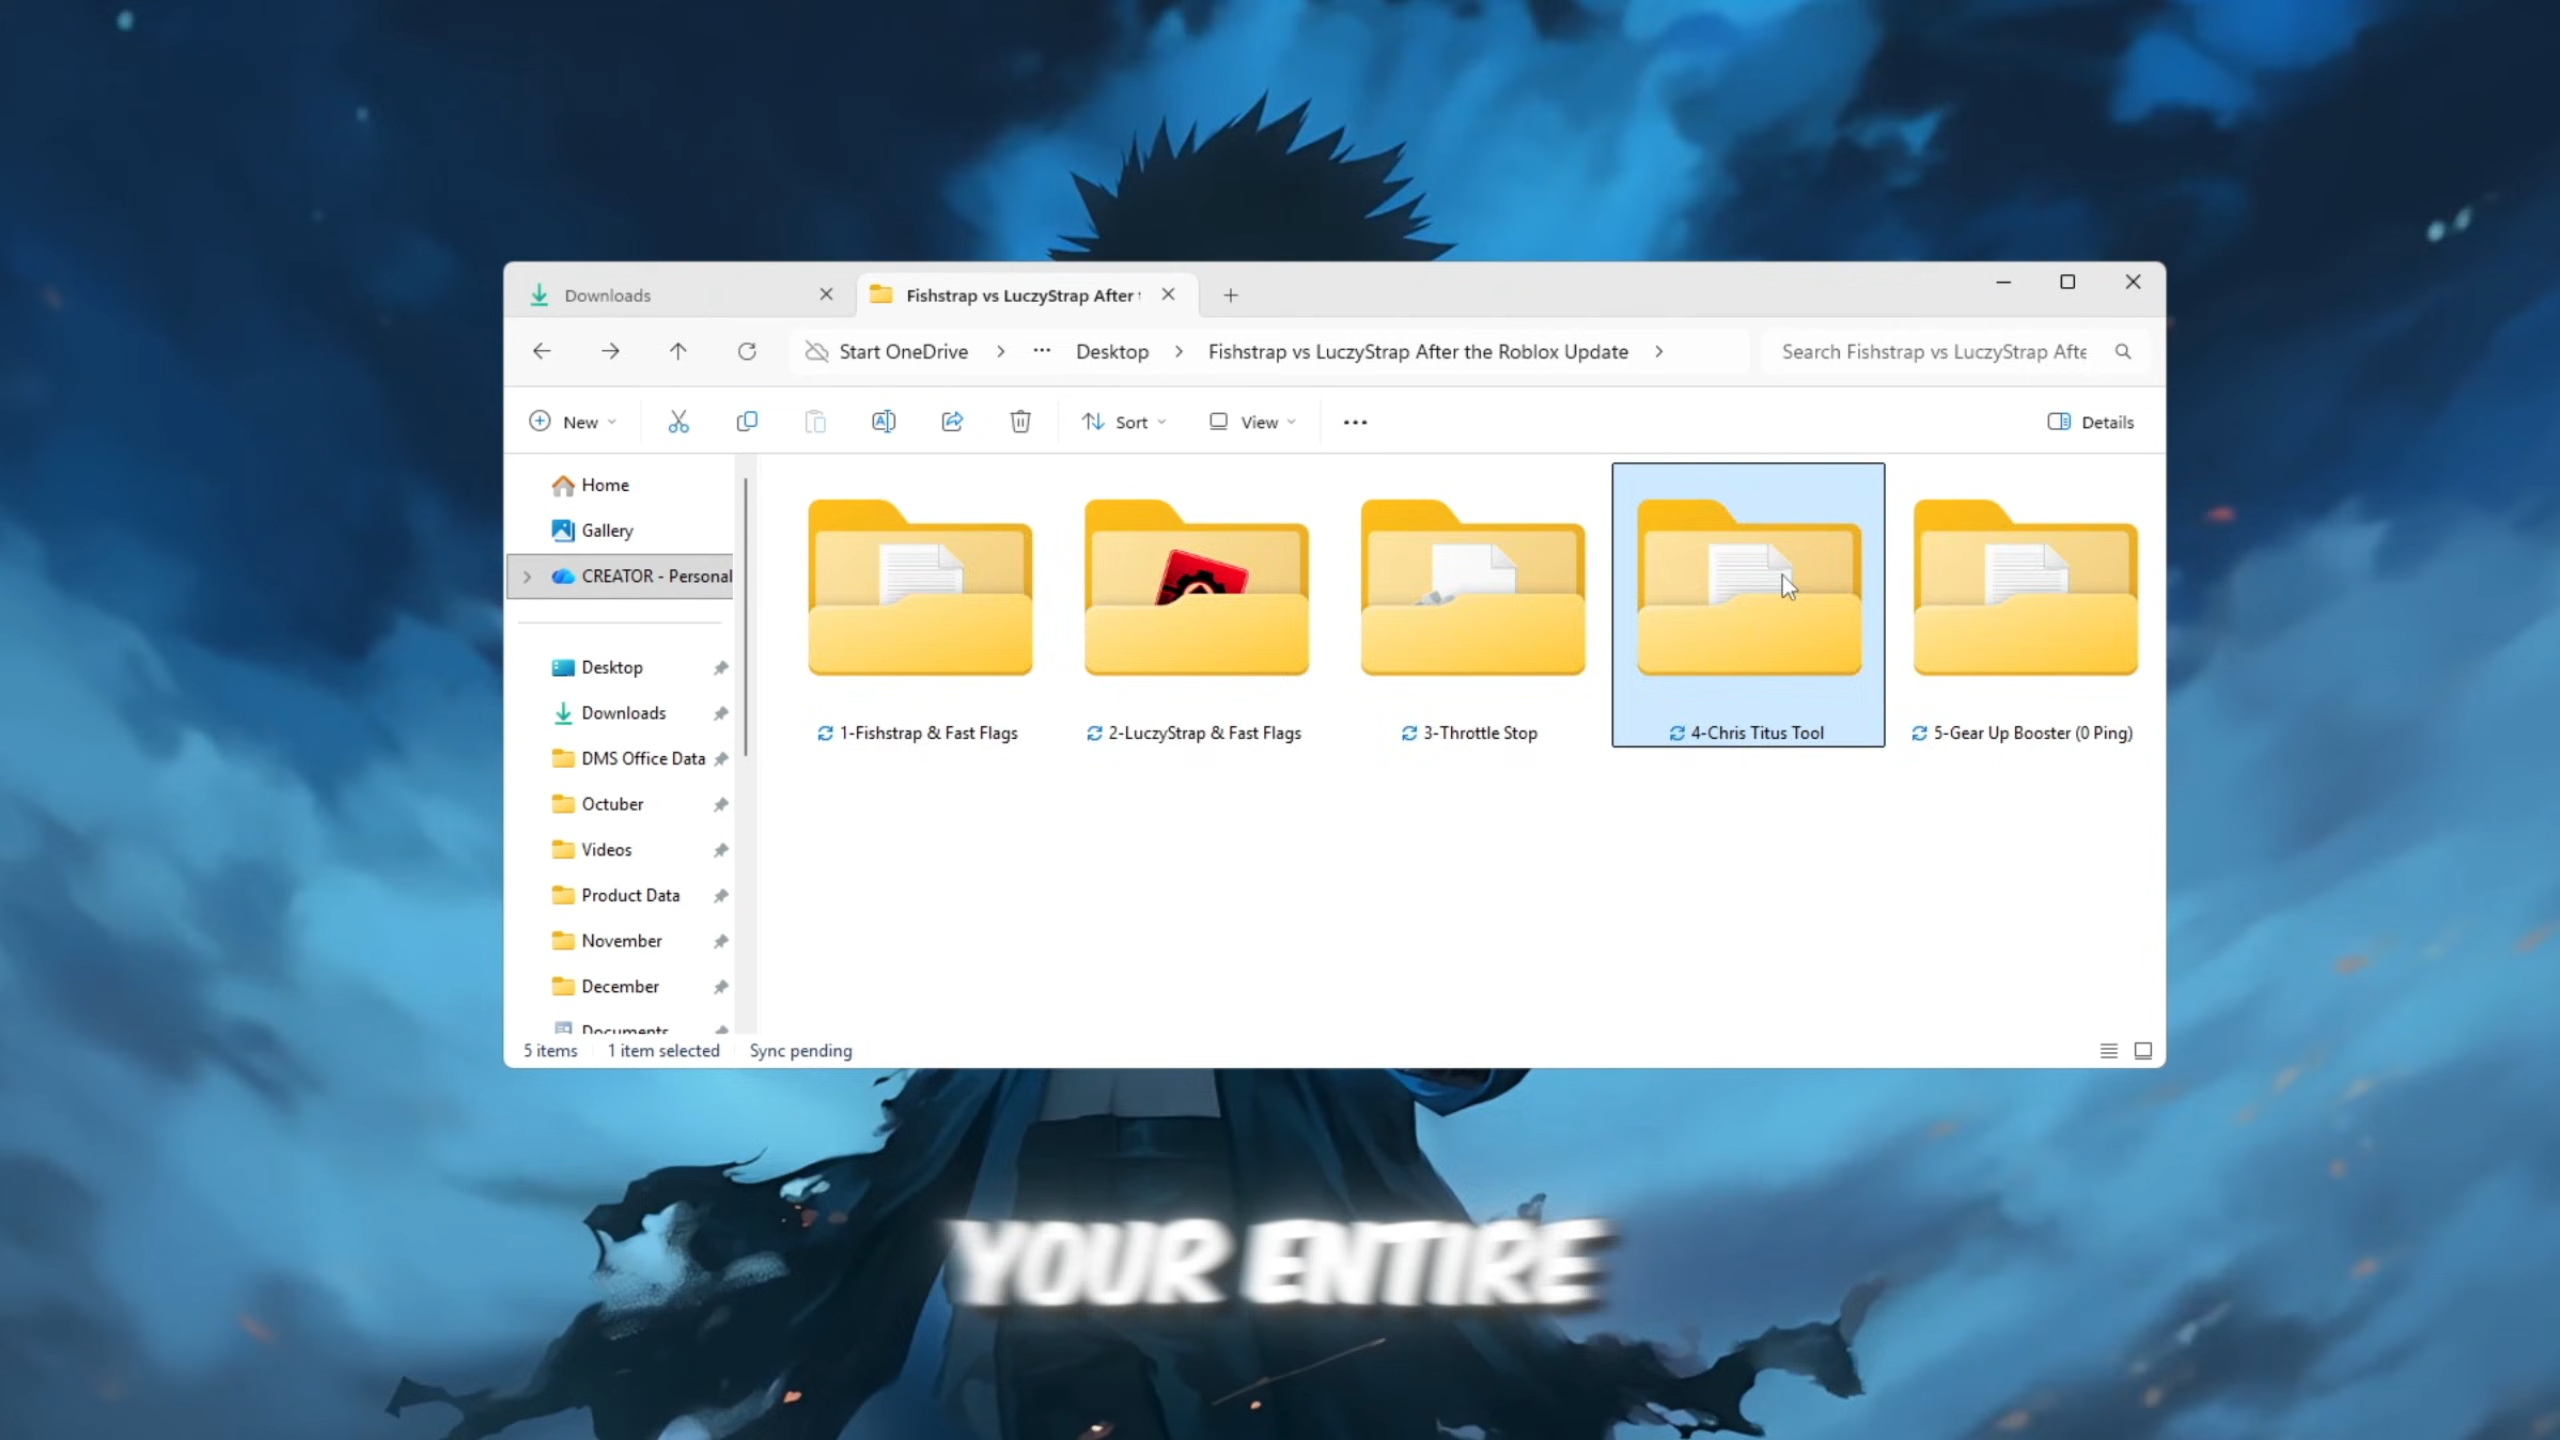 Downloads
Fishstrap vs LuczyStrap After
Start OneDrive > ... Desktop > Fishstrap vs LuczyStrap After the Roblox Update >
Search Fishstrap vs LuczyStrap Afte
New
Sort
View
Details
Home
Gallery
CREATOR - Personal
Desktop
Downloads
DMS Office Data
Octuber
Videos
Product Data
November
December
Documents
1-Fishstrap & Fast Flags
2-LuczyStrap & Fast Flags
3-Throttle Stop
4-Chris Titus Tool
5-Gear Up Booster (0 Ping)
5 items
1 item selected
Sync pending
YOUR ENTIRE